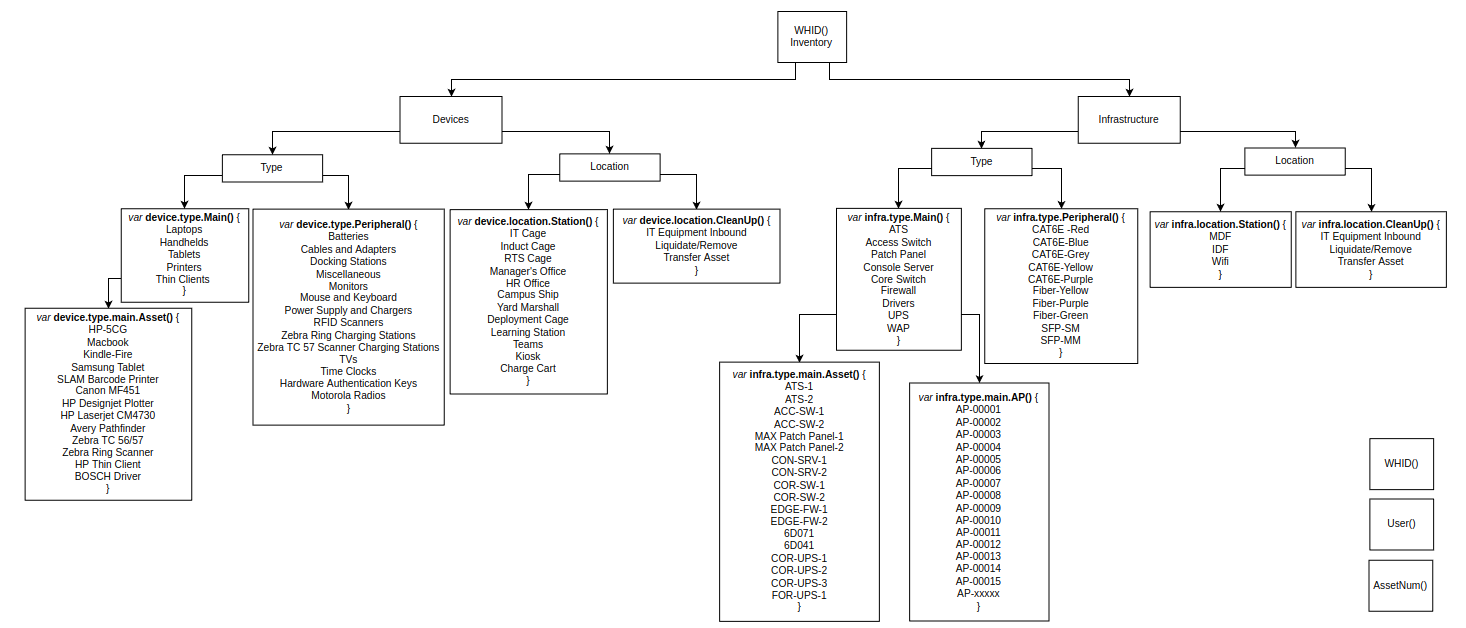 WHID()
Inventory
Devices
Infrastructure
Type
Location
Type
Location
var device.type.Main() {
Laptops
Handhelds
Tablets
Printers
Thin Clients
}
var device.type.main.Asset() {
HP-5CG
Macbook
Kindle-Fire
Samsung Tablet
SLAM Barcode Printer
Canon MF451
HP Designjet Plotter
HP Laserjet CM4730
Avery Pathfinder
Zebra TC 56/57
Zebra Ring Scanner
HP Thin Client
BOSCH Driver
}
var device.type.Peripheral() {
Batteries
Cables and Adapters
Docking Stations
Miscellaneous
Monitors
Mouse and Keyboard
Power Supply and Chargers
RFID Scanners
Zebra Ring Charging Stations
Zebra TC 57 Scanner Charging Stations
TVs
Time Clocks
Hardware Authentication Keys
Motorola Radios
}
var device.location.Station() {
IT Cage
Induct Cage
RTS Cage
Manager's Office
HR Office
Campus Ship
Yard Marshall
Deployment Cage
Learning Station
Teams
Kiosk
Charge Cart
}
var device.location.CleanUp() {
IT Equipment Inbound
Liquidate/Remove
Transfer Asset
}
var infra.type.Main() {
ATS
Access Switch
Patch Panel
Console Server
Core Switch
Firewall
Drivers
UPS
WAP
}
var infra.type.main.Asset() {
ATS-1
ATS-2
ACC-SW-1
ACC-SW-2
MAX Patch Panel-1
MAX Patch Panel-2
CON-SRV-1
CON-SRV-2
COR-SW-1
COR-SW-2
EDGE-FW-1
EDGE-FW-2
6D071
6D041
COR-UPS-1
COR-UPS-2
COR-UPS-3
FOR-UPS-1
}
var infra.type.main.AP() {
AP-00001
AP-00002
AP-00003
AP-00004
AP-00005
AP-00006
AP-00007
AP-00008
AP-00009
AP-00010
AP-00011
AP-00012
AP-00013
AP-00014
AP-00015
AP-xxxxx
}
var infra.type.Peripheral() {
CAT6E -Red
CAT6E-Blue
CAT6E-Grey
CAT6E-Yellow
CAT6E-Purple
Fiber-Yellow
Fiber-Purple
Fiber-Green
SFP-SM
SFP-MM
}
var infra.location.Station() {
MDF
IDF
Wifi
}
var infra.location.CleanUp() {
IT Equipment Inbound
Liquidate/Remove
Transfer Asset
}
WHID()
User()
AssetNum()